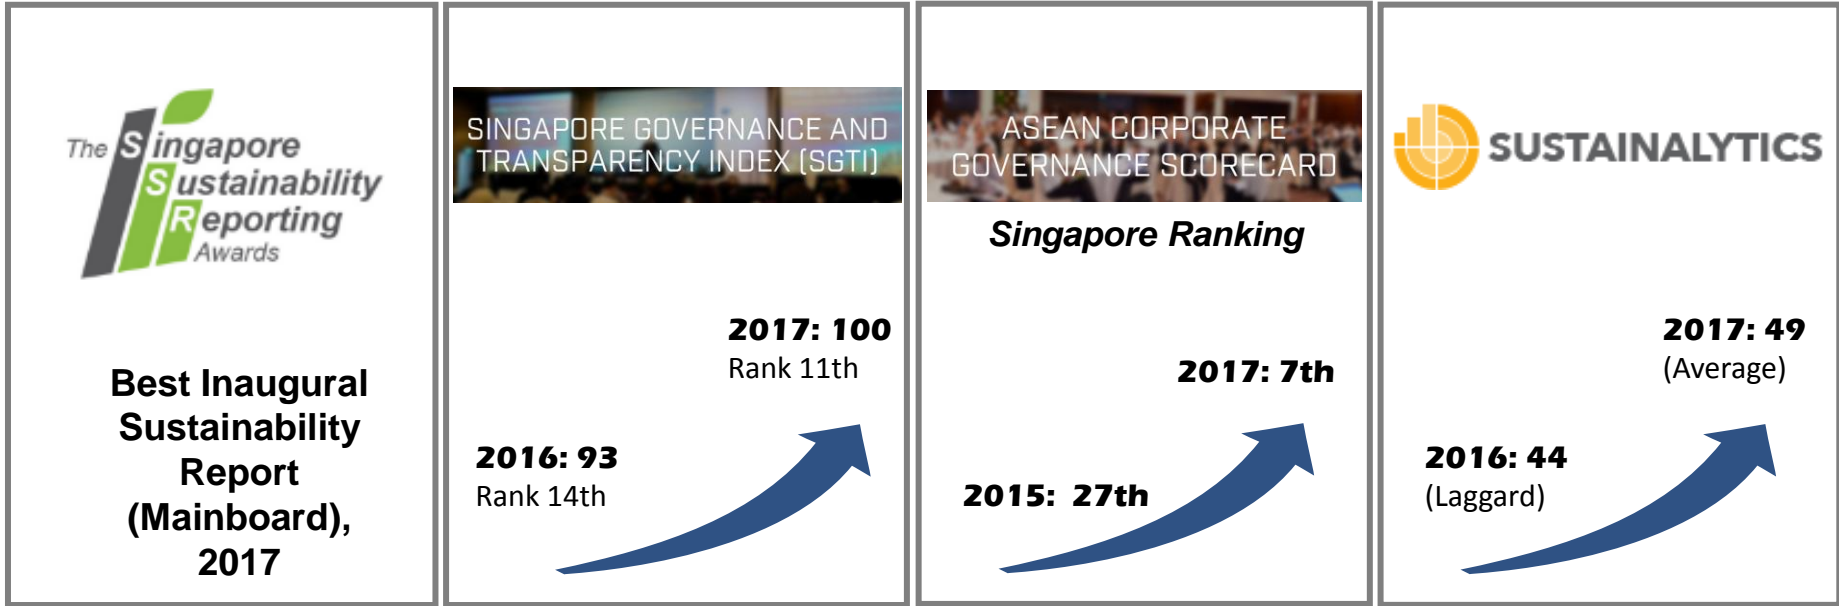 The Singapore
Sustainability
Reporting
Awards
Best Inaugural
Sustainability
Report
(Mainboard),
2017
SINGAPORE GOVERNANCE AND
TRANSPARENCY INDEX (SGTI)
2017: 100
Rank 11th
2016: 93
Rank 14th
ASEAN CORPORATE
GOVERNANCE SCORECARD
Singapore Ranking
2017: 7th
2015: 27th
SUSTAINALYTICS
2017: 49
(Average)
2016: 44
(Laggard)